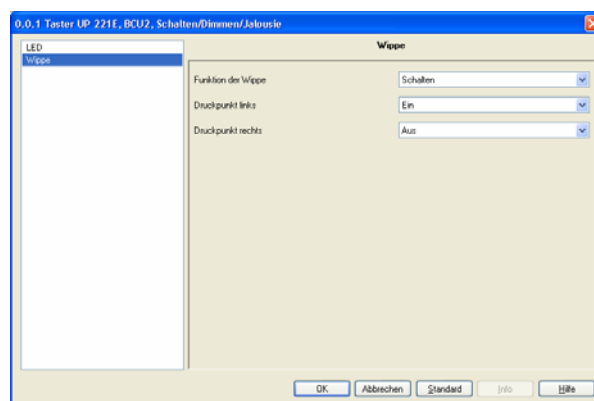 0.0.1 Taster UP 221E, BCU2, Schalten/Dimmen/Jalousie
LED
Wippe
Wippe
Funktion der Wippe
Schalten
Druckpunkt links
Ein
Druckpunkt rechts
Aus
OK
Abbrechen
Standard
Info
Hilfe